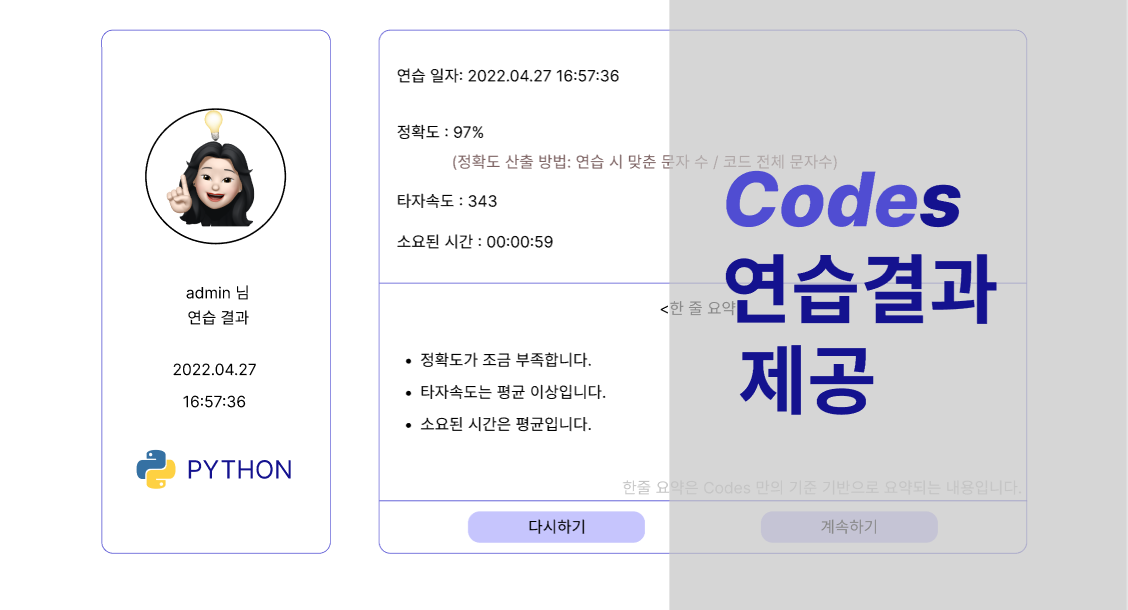 admin 님
연습 결과
2022.04.27
16:57:36
PYTHON
연습 일자: 2022.04.27 16:57:36
정확도 : 97%
(정확도 산출 방법: 연습 시 맞춘 문자 수 / 코드 전체 문자수)
타자속도 : 343
소요된 시간 : 00:00:59
<한 줄 요약
• 정확도가 조금 부족합니다.
• 타자속도는 평균 이상입니다.
• 소요된 시간은 평균입니다.
한줄 요약은 Codes 만의 기준 기반으로 요약되는 내용입니다.
다시하기
계속하기
Codes
연습결과
제공